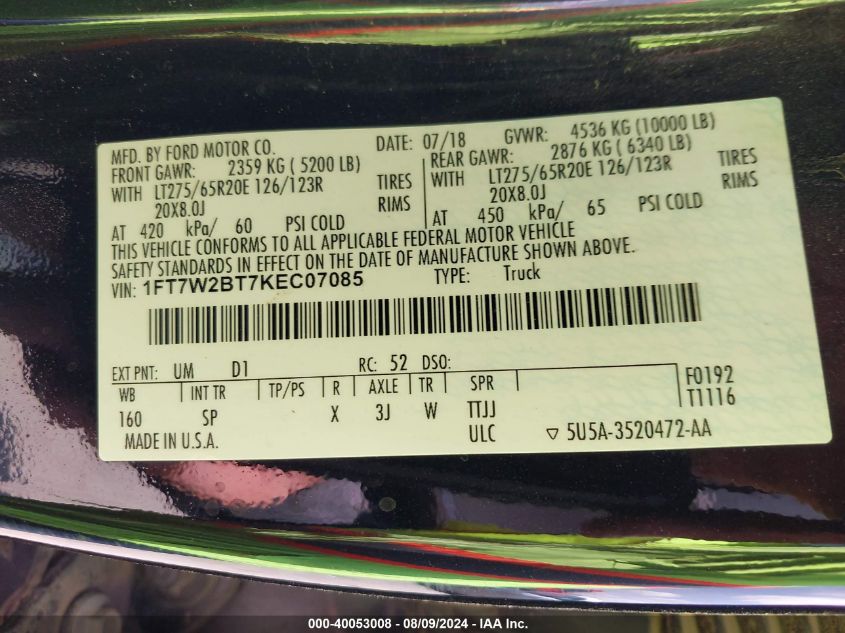 MFD. BY FORD MOTOR CO. DATE: 07/18 GVWR: 4536 KG (10000 LB)
FRONT GAWR: 2359 KG ( 5200 LB) REAR GAWR: 2876 KG ( 6340 LB)
WITH LT275/65R20E 126/123R TIRES WITH LT275/65R20E 126/123R TIRES
20X8.0J RIMS 20X8.0J RIMS
AT 420 kPa/ 60 PSI COLD AT 450 kPa/ 65 PSI COLD
THIS VEHICLE CONFORMS TO ALL APPLICABLE FEDERAL MOTOR VEHICLE
SAFETY STANDARDS IN EFFECT ON THE DATE OF MANUFACTURE SHOWN ABOVE.
VIN: 1FT7W2BT7KEC07085 TYPE: Truck
EXT PNT: UM D1 RC: 52 DSO:
WB INT TR TP/PS R AXLE TR SPR F0192
160 SP X 3J W TTJJ T1116
MADE IN U.S.A. ULC ▽ 5U5A-3520472-AA
000-40053008 - 08/09/2024 - IAA Inc.